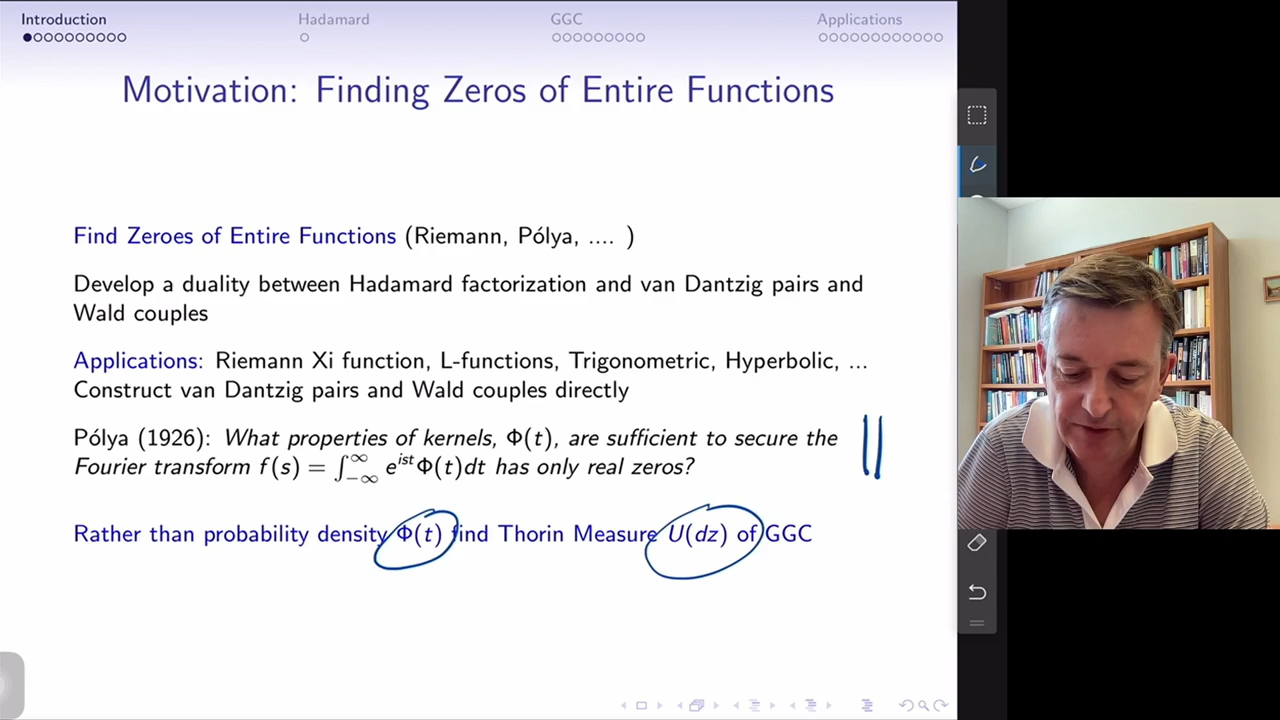 Introduction Hadamard GGC Applications
Motivation: Finding Zeros of Entire Functions
Find Zeroes of Entire Functions (Riemann, Pólya, .... )
Develop a duality between Hadamard factorization and van Dantzig pairs and
Wald couples
Applications: Riemann Xi function, L-functions, Trigonometric, Hyperbolic, ...
Construct van Dantzig pairs and Wald couples directly
Pólya (1926): What properties of kernels, Φ(t), are sufficient to secure the
Fourier transform f(s) = ∫_{-∞}^{∞} e^{ist}Φ(t)dt has only real zeros?
Rather than probability density Φ(t) find Thorin Measure U(dz) of GGC